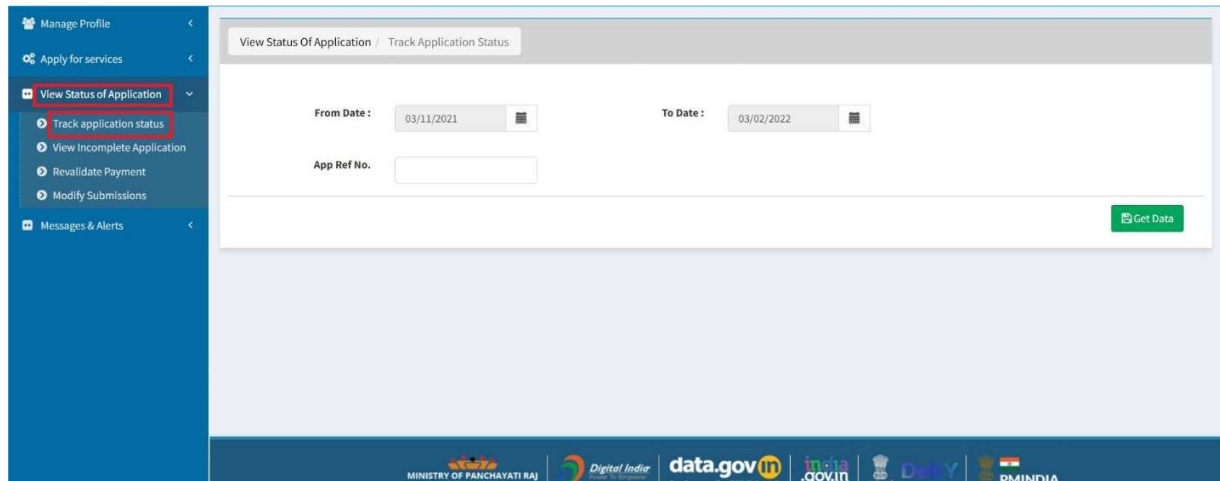 Manage Profile
Apply for services
View Status of Application
Track application status
View Incomplete Application
Revalidate Payment
Modify Submissions
Messages & Alerts
View Status Of Application / Track Application Status
From Date : 03/11/2021 To Date : 03/02/2022
App Ref No.
Get Data
MINISTRY OF PANCHAYATI RAJ Digital India data.gov in india.gov.in DeitY PMINDIA